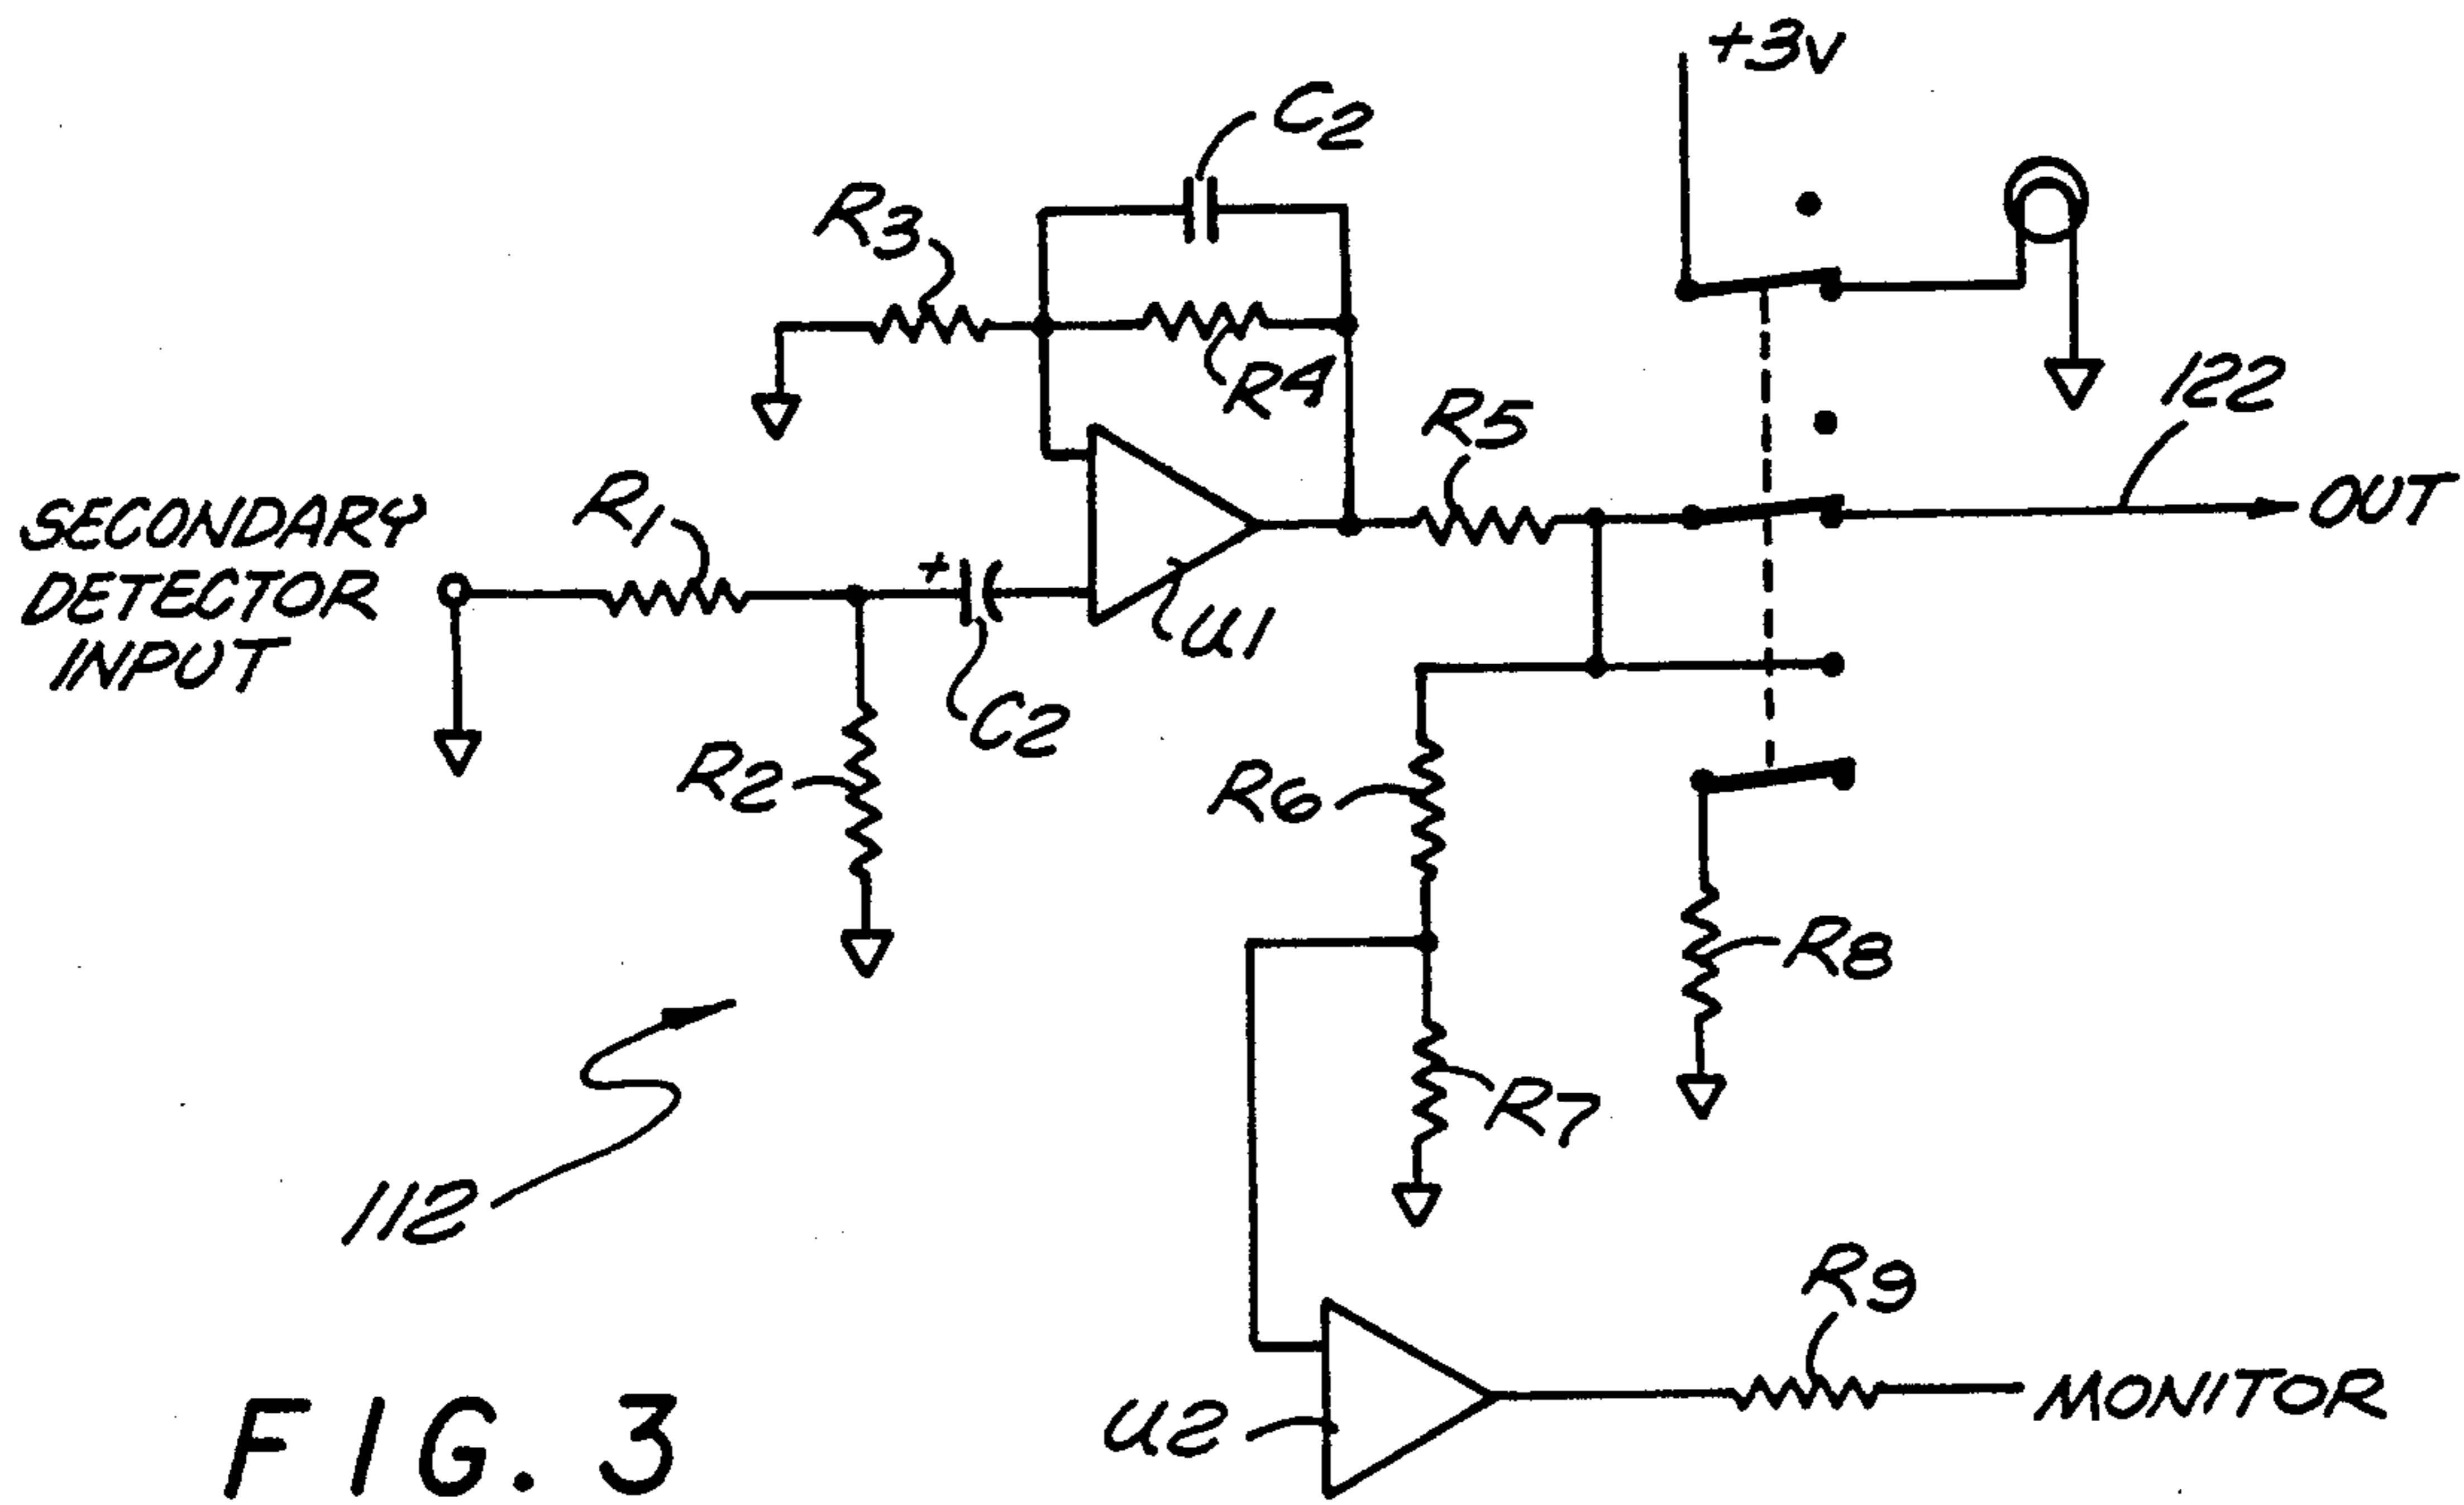 +3V
C2
R3
R4
R5
122
SECONDARY
DETECTOR
INPUT
R1
OUT
+
U1
C2
R2
R6
R8
R7
112
R9
U2
MONITOR
FIG. 3